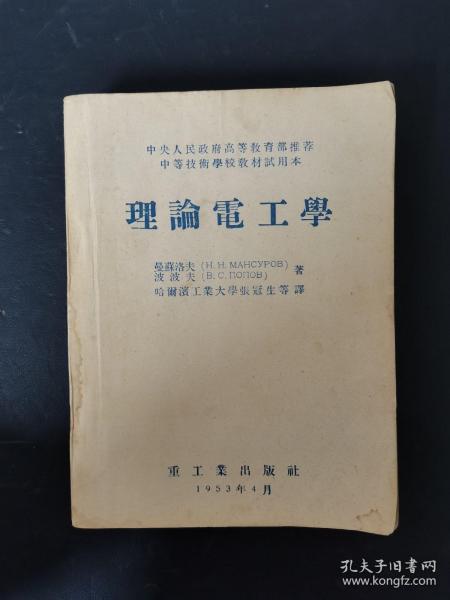 中央人民政府高等教育部推荐
中等技術學校教材試用本
理論電工學
曼蘇洛夫(Н.Н.МАНСУРОВ)
波波夫(В.С.ПОПОВ)
著
哈爾濱工業大學張冠生等譯
重工業出版社
1953年4月
孔夫子旧书网
www.kongfz.com